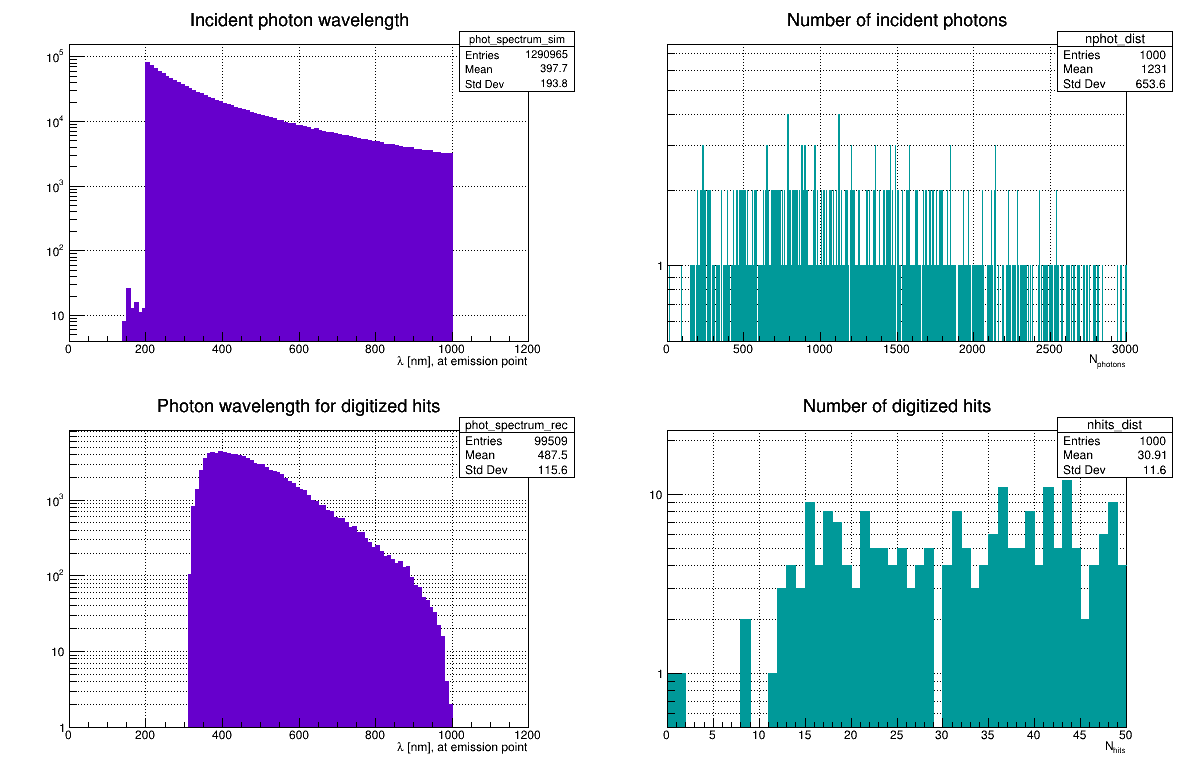 Incident photon wavelength
phot_spectrum_sim
Entries 1290965
Mean 397.7
Std Dev 193.8
10^5
10^4
10^3
10^2
10
0 200 400 600 800 1000 1200
λ [nm], at emission point
Number of incident photons
nphot_dist
Entries 1000
Mean 1231
Std Dev 653.6
1
0 500 1000 1500 2000 2500 3000
N_photons
Photon wavelength for digitized hits
phot_spectrum_rec
Entries 99509
Mean 487.5
Std Dev 115.6
10^3
10^2
10
1
0 200 400 600 800 1000 1200
λ [nm], at emission point
Number of digitized hits
nhits_dist
Entries 1000
Mean 30.91
Std Dev 11.6
10
1
0 5 10 15 20 25 30 35 40 45 50
N_hits